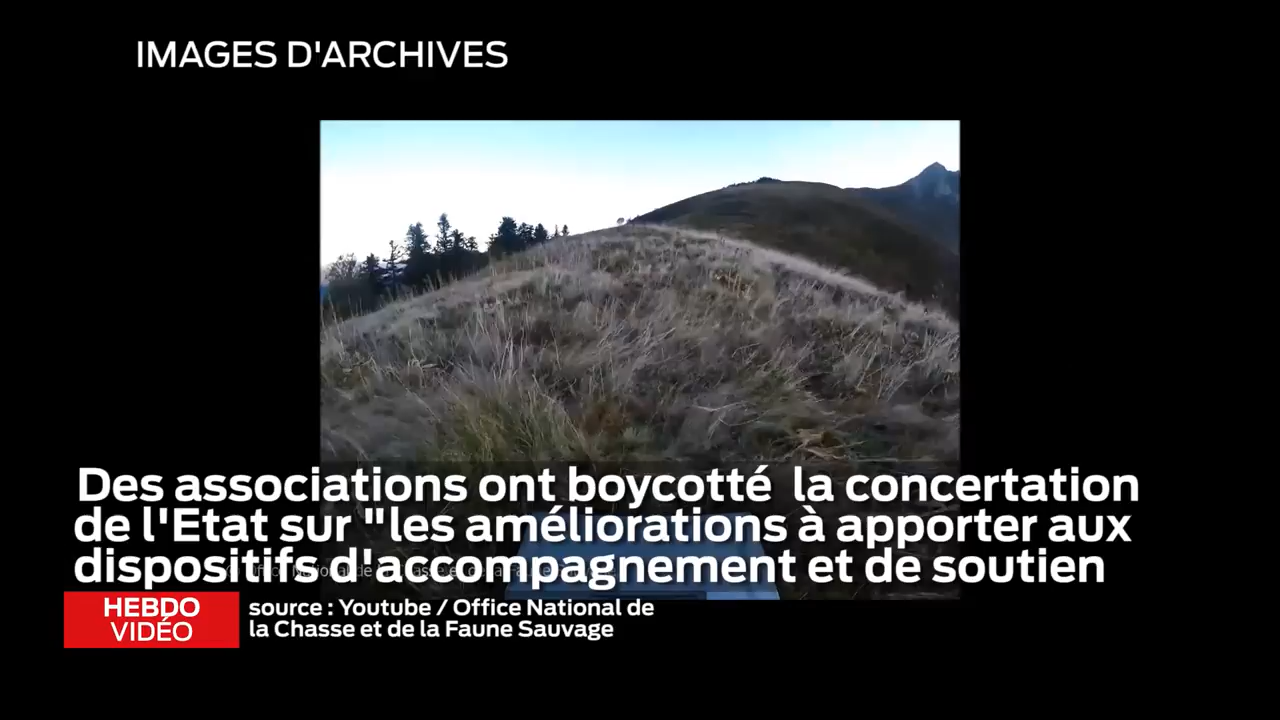 IMAGES D'ARCHIVES
Des associations ont boycotté  la concertation
de l'Etat sur "les améliorations à apporter aux
dispositifs d'accompagnement et de soutien
HEBDO
VIDÉO
source : Youtube / Office National de
la Chasse et de la Faune Sauvage